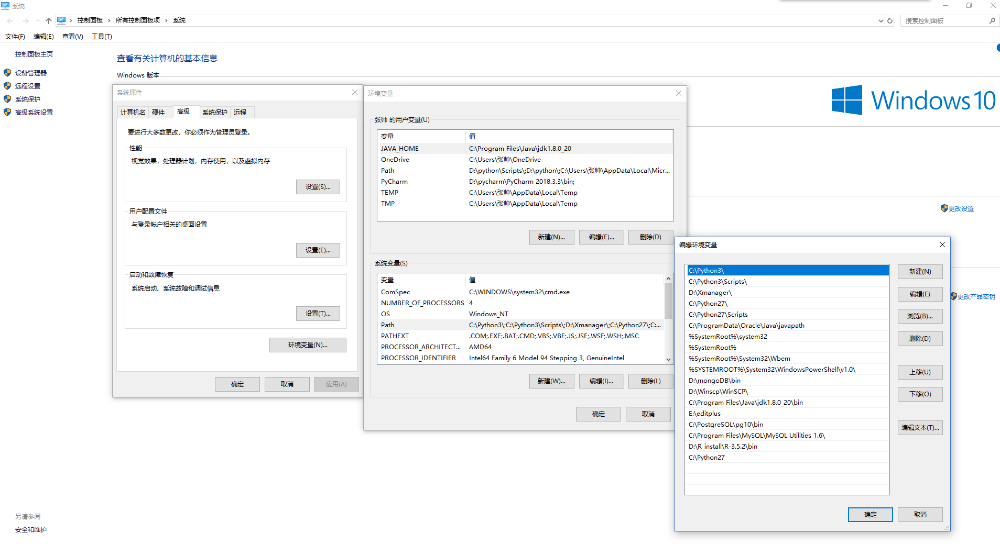 系统
控制面板 › 所有控制面板项 › 系统
搜索控制面板
文件(F) 编辑(E) 查看(V) 工具(T)
控制面板主页
设备管理器
远程设置
系统保护
高级系统设置
另请参阅
安全和维护
查看有关计算机的基本信息
Windows 版本
Windows 10
更改设置
更改产品密钥
系统属性
计算机名 硬件 高级 系统保护 远程
要进行大多数更改，你必须作为管理员登录。
性能
视觉效果，处理器计划，内存使用，以及虚拟内存
设置(S)...
用户配置文件
与登录帐户相关的桌面设置
设置(E)...
启动和故障恢复
系统启动、系统故障和调试信息
设置(T)...
环境变量(N)...
确定 取消 应用(A)
环境变量
张帅 的用户变量(U)
变量 值
JAVA_HOME C:\Program Files\Java\jdk1.8.0_20
OneDrive C:\Users\张帅\OneDrive
Path D:\python\Scripts\;D:\python\;C:\Users\张帅\AppData\Local\Micr...
PyCharm D:\pycharm\PyCharm 2018.3.3\bin;
TEMP C:\Users\张帅\AppData\Local\Temp
TMP C:\Users\张帅\AppData\Local\Temp
新建(N)... 编辑(E)... 删除(D)
系统变量(S)
变量 值
ComSpec C:\WINDOWS\system32\cmd.exe
NUMBER_OF_PROCESSORS 4
OS Windows_NT
Path C:\Python3\;C:\Python3\Scripts\;D:\Xmanager\;C:\Python27\;C:...
PATHEXT .COM;.EXE;.BAT;.CMD;.VBS;.VBE;.JS;.JSE;.WSF;.WSH;.MSC
PROCESSOR_ARCHITECT... AMD64
PROCESSOR_IDENTIFIER Intel64 Family 6 Model 94 Stepping 3, GenuineIntel
新建(W)... 编辑(I)... 删除(L)
确定 取消
编辑环境变量
C:\Python3\
C:\Python3\Scripts\
D:\Xmanager\
C:\Python27\
C:\Python27\Scripts
C:\ProgramData\Oracle\Java\javapath
%SystemRoot%\system32
%SystemRoot%
%SystemRoot%\System32\Wbem
%SYSTEMROOT%\System32\WindowsPowerShell\v1.0\
D:\mongoDB\bin
D:\Winscp\WinSCP\
C:\Program Files\Java\jdk1.8.0_20\bin
E:\editplus
C:\PostgreSQL\pg10\bin
C:\Program Files\MySQL\MySQL Utilities 1.6\
D:\R_install\R-3.5.2\bin
C:\Python27
新建(N)
编辑(E)
浏览(B)...
删除(D)
上移(U)
下移(O)
编辑文本(T)...
确定 取消